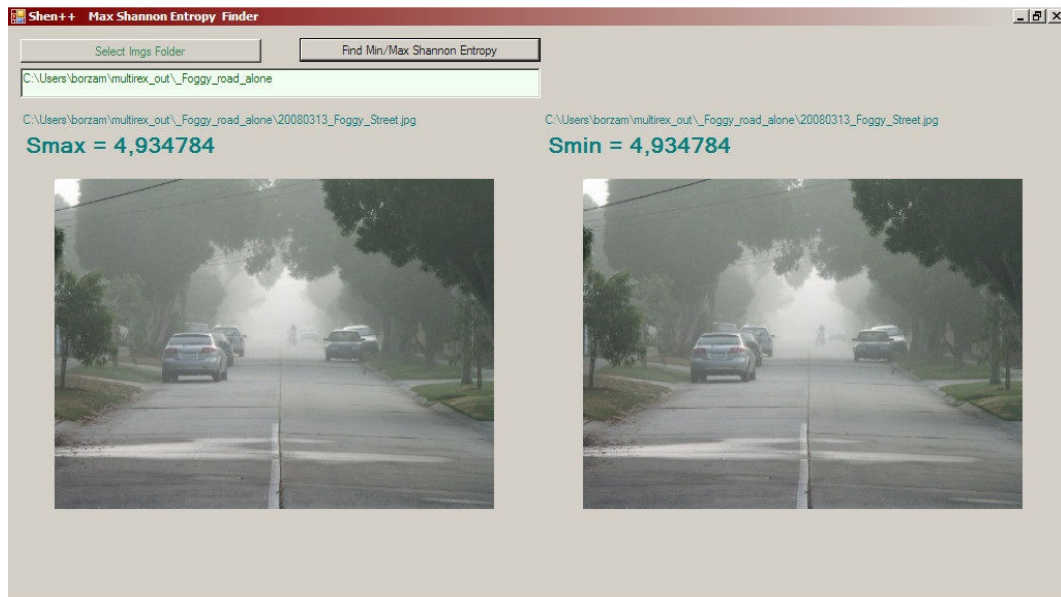 Shen++ Max Shannon Entropy Finder
Select Imgs Folder
Find Min/Max Shannon Entropy
C:\Users\borzam\multirex_out\_Foggy_road_alone
C:\Users\borzam\multirex_out\_Foggy_road_alone\20080313_Foggy_Street.jpg
Smax = 4,934784
C:\Users\borzam\multirex_out\_Foggy_road_alone\20080313_Foggy_Street.jpg
Smin = 4,934784